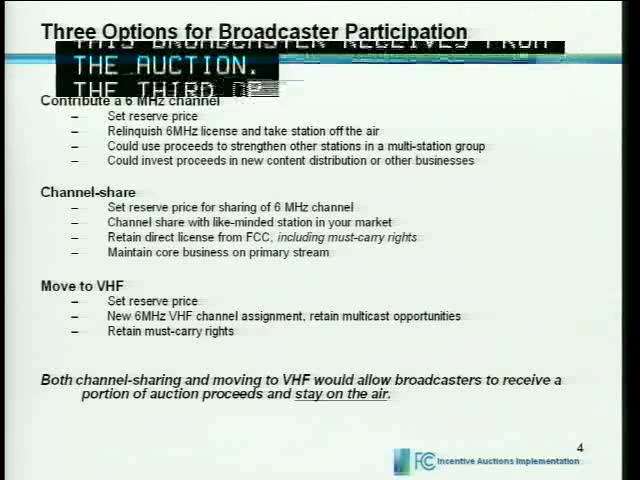 Three Options for Broadcaster Participation
THIS BROADCASTER RECEIVES FROM
THE AUCTION.
THE THIRD OP
Contribute a 6 MHz channel
– Set reserve price
– Relinquish 6MHz license and take station off the air
– Could use proceeds to strengthen other stations in a multi-station group
– Could invest proceeds in new content distribution or other businesses
Channel-share
– Set reserve price for sharing of 6 MHz channel
– Channel share with like-minded station in your market
– Retain direct license from FCC, including must-carry rights
– Maintain core business on primary stream
Move to VHF
– Set reserve price
– New 6MHz VHF channel assignment, retain multicast opportunities
– Retain must-carry rights
Both channel-sharing and moving to VHF would allow broadcasters to receive a
portion of auction proceeds and stay on the air.
4
FCC Incentive Auctions Implementation